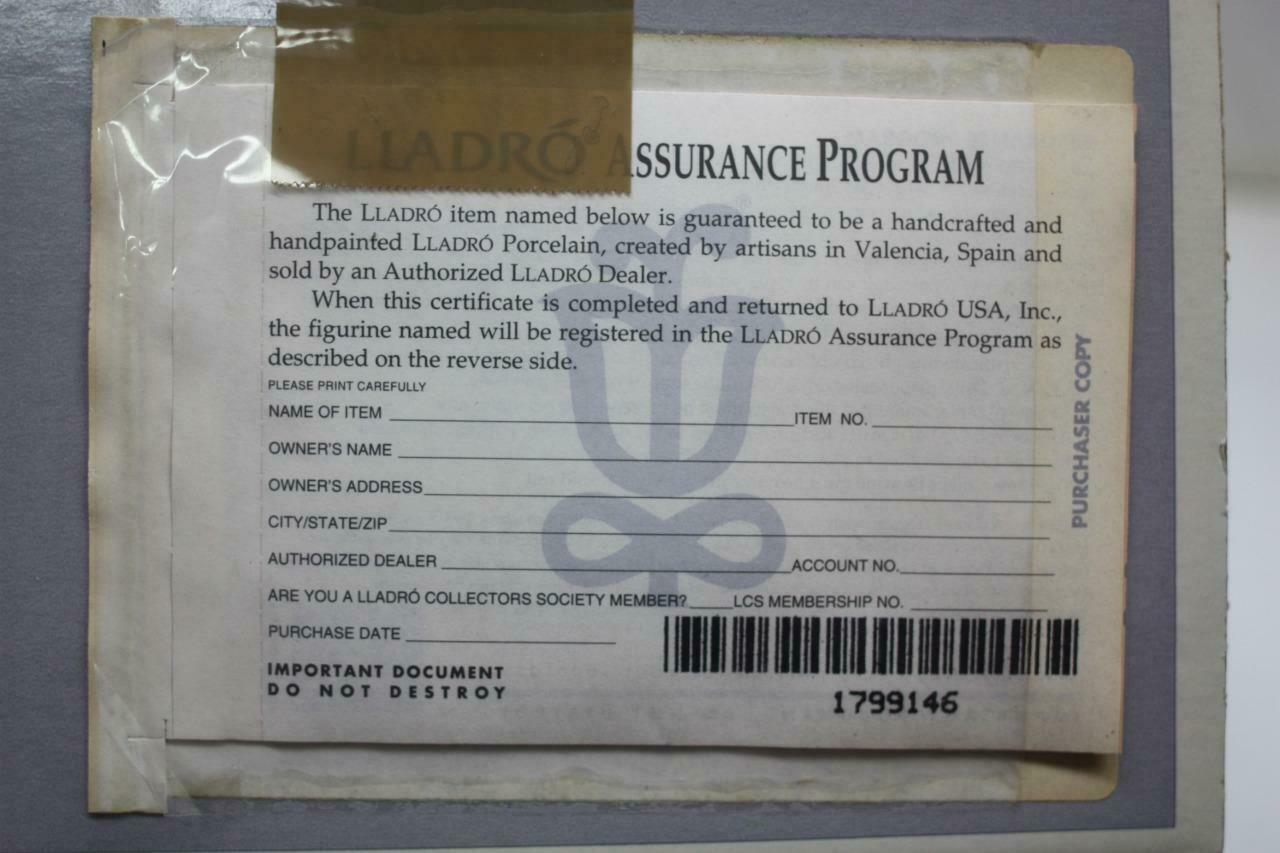 LLADRÓ ASSURANCE PROGRAM
The LLADRÓ item named below is guaranteed to be a handcrafted and
handpainted LLADRÓ Porcelain, created by artisans in Valencia, Spain and
sold by an Authorized LLADRÓ Dealer.
When this certificate is completed and returned to LLADRÓ USA, Inc.,
the figurine named will be registered in the LLADRÓ Assurance Program as
described on the reverse side.
PLEASE PRINT CAREFULLY
NAME OF ITEM ITEM NO.
OWNER'S NAME
OWNER'S ADDRESS
CITY/STATE/ZIP
AUTHORIZED DEALER ACCOUNT NO.
ARE YOU A LLADRÓ COLLECTORS SOCIETY MEMBER? LCS MEMBERSHIP NO.
PURCHASE DATE
IMPORTANT DOCUMENT
DO NOT DESTROY
1799146
PURCHASER COPY